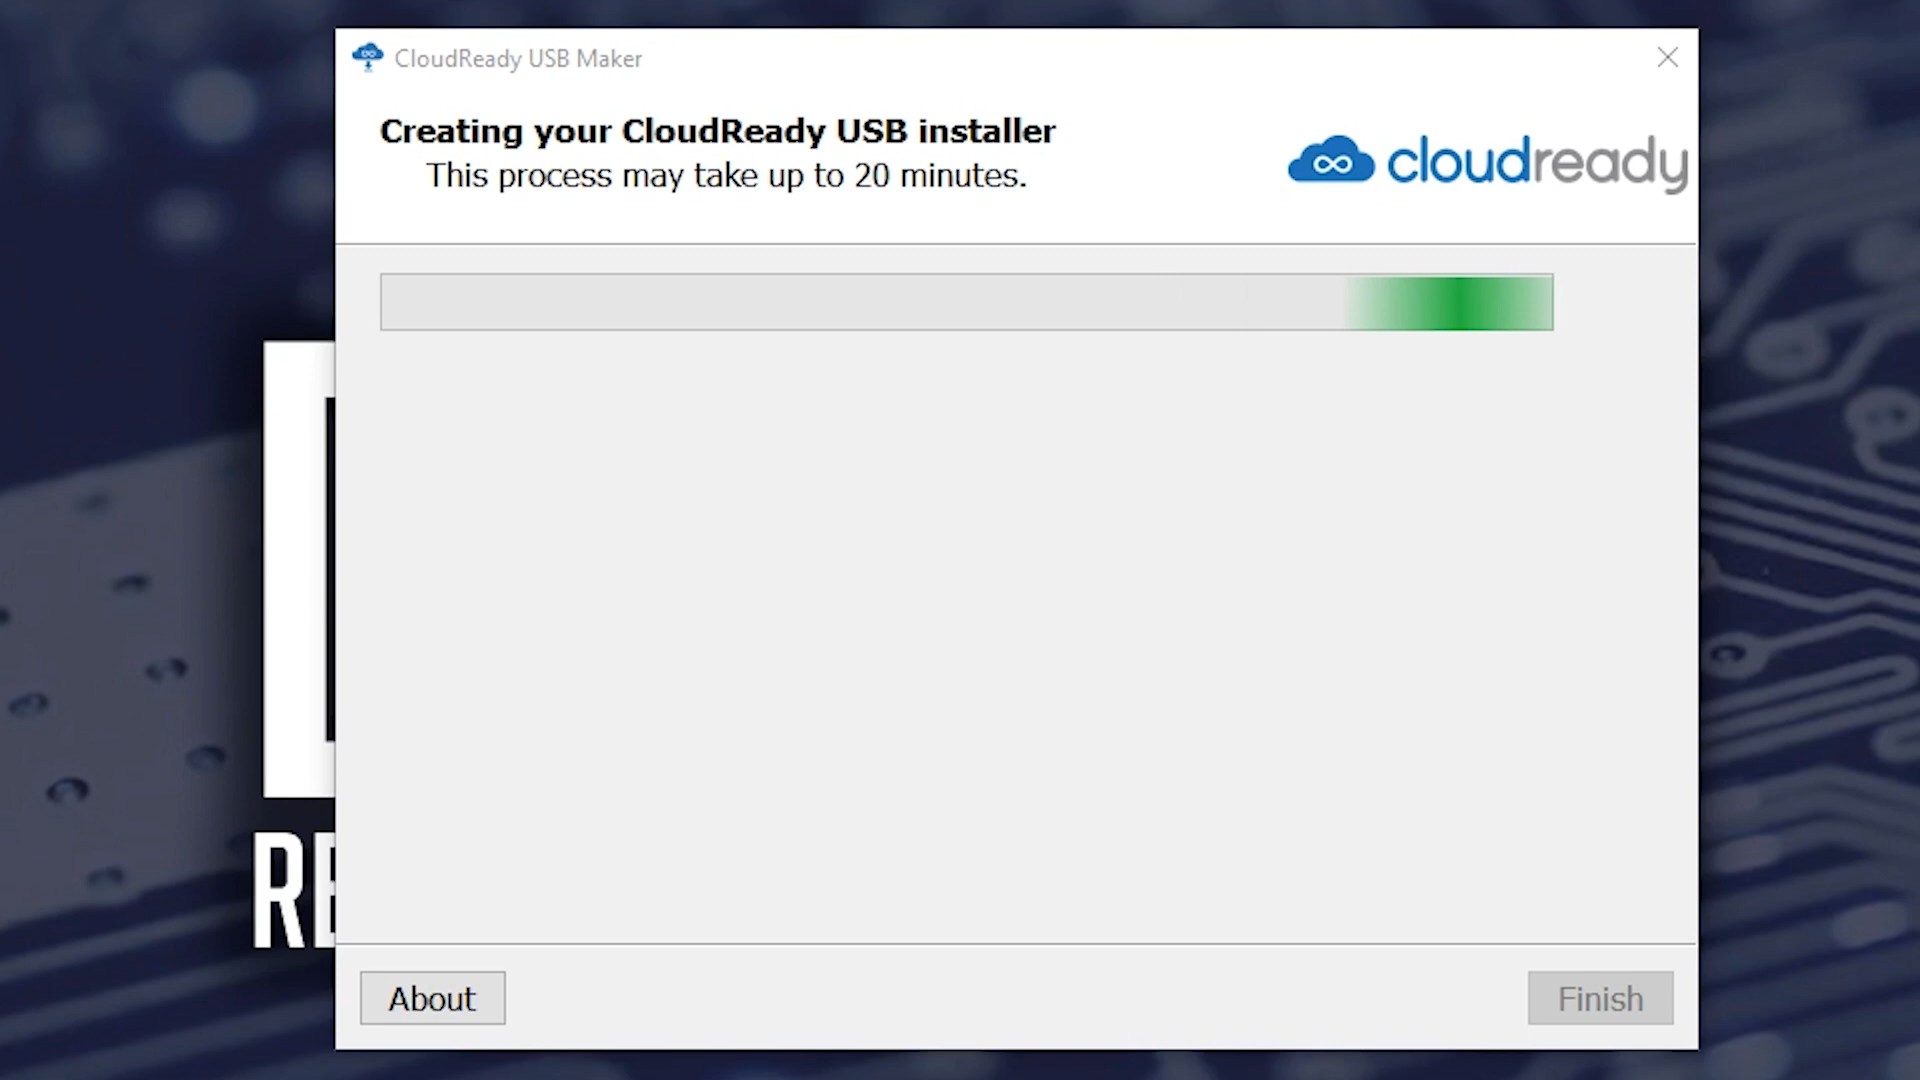 CloudReady USB Maker
Creating your CloudReady USB installer
This process may take up to 20 minutes.
cloudready
RE
About
Finish